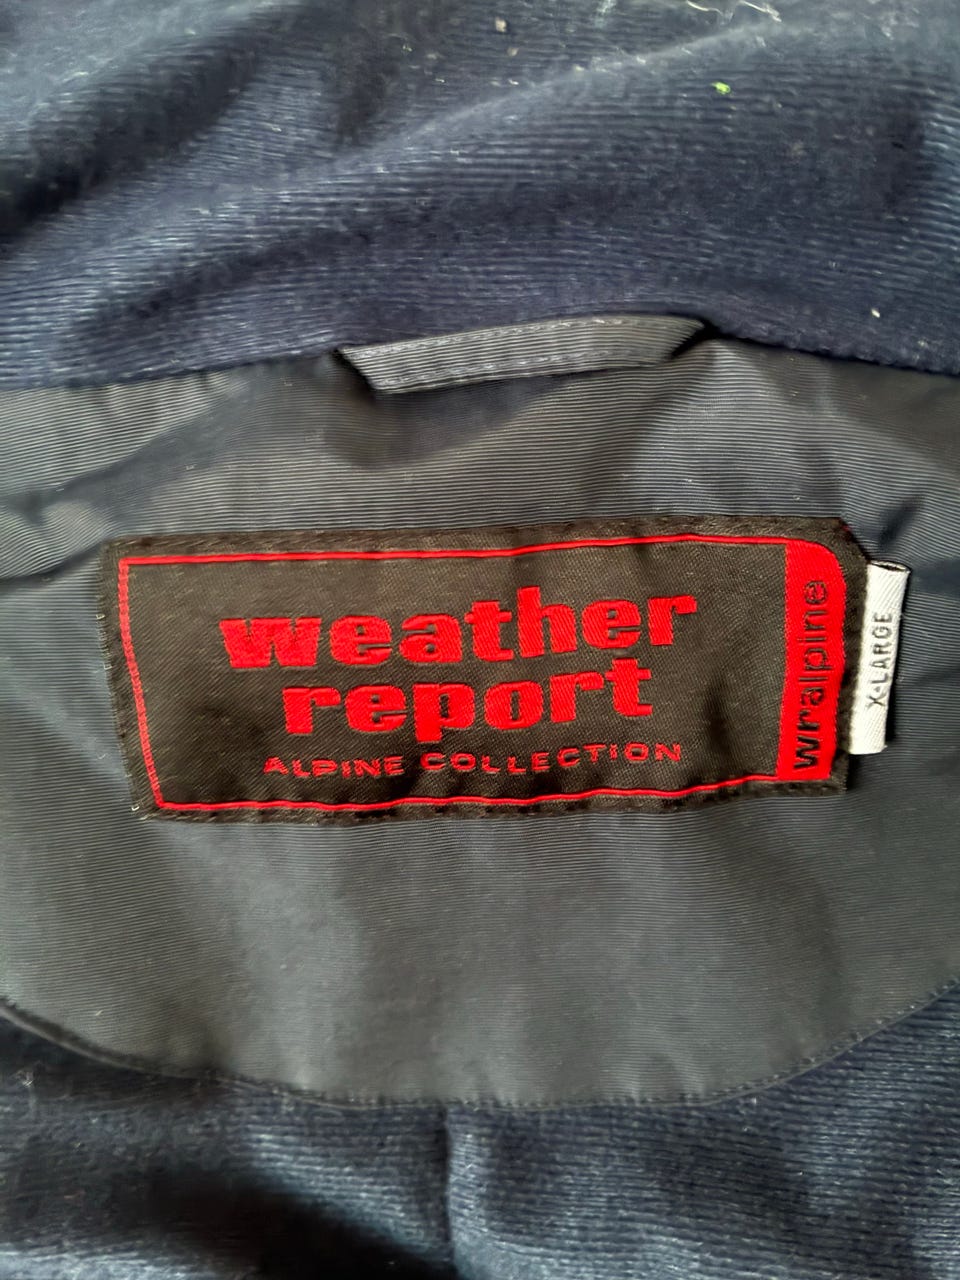 weather
report
ALPINE COLLECTION
wralpine
X-LARGE